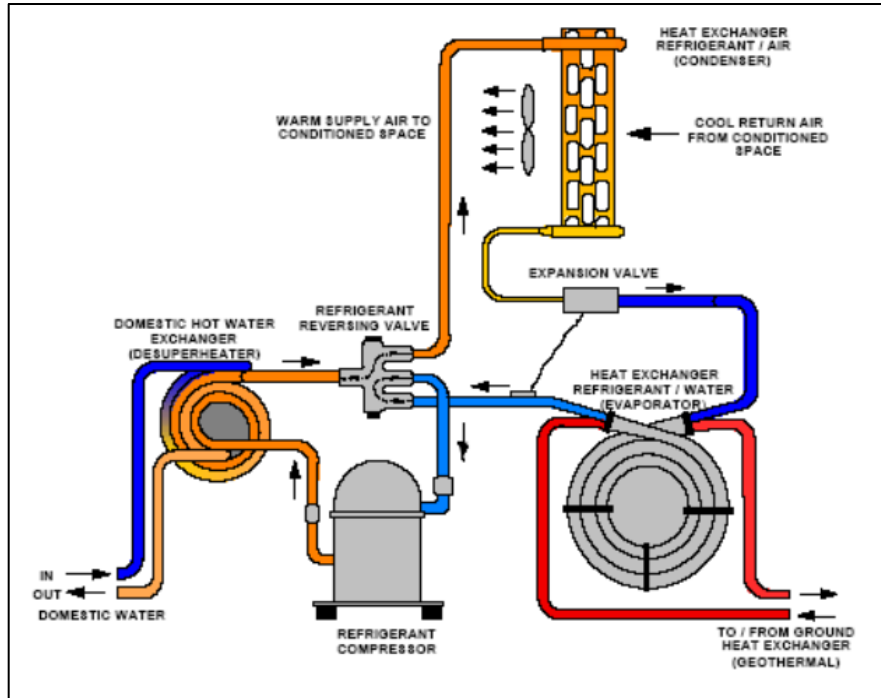 HEAT EXCHANGER
REFRIGERANT / AIR
(CONDENSER)
WARM SUPPLY AIR TO
CONDITIONED SPACE
COOL RETURN AIR
FROM CONDITIONED
SPACE
EXPANSION VALVE
REFRIGERANT
REVERSING VALVE
DOMESTIC HOT WATER
EXCHANGER
(DESUPERHEATER)
HEAT EXCHANGER
REFRIGERANT / WATER
(EVAPORATOR)
IN
OUT
DOMESTIC WATER
REFRIGERANT
COMPRESSOR
TO / FROM GROUND
HEAT EXCHANGER
(GEOTHERMAL)